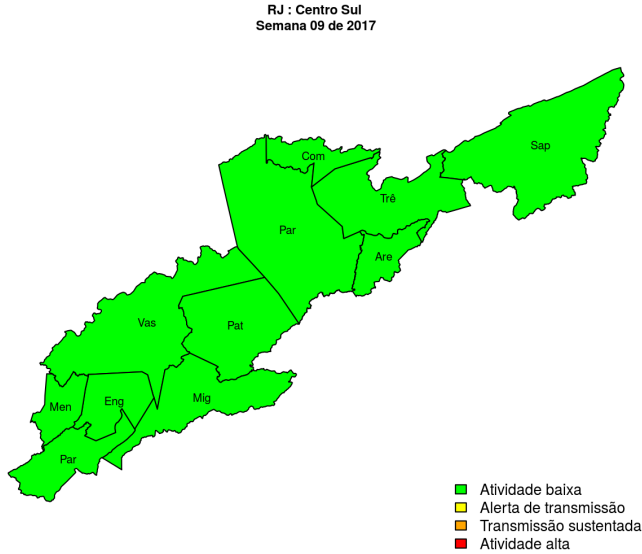 RJ : Centro Sul
Semana 09 de 2017
Sap
Com
Trê
Par
Are
Vas
Pat
Mig
Eng
Men
Par
Atividade baixa
Alerta de transmissão
Transmissão sustentada
Atividade alta